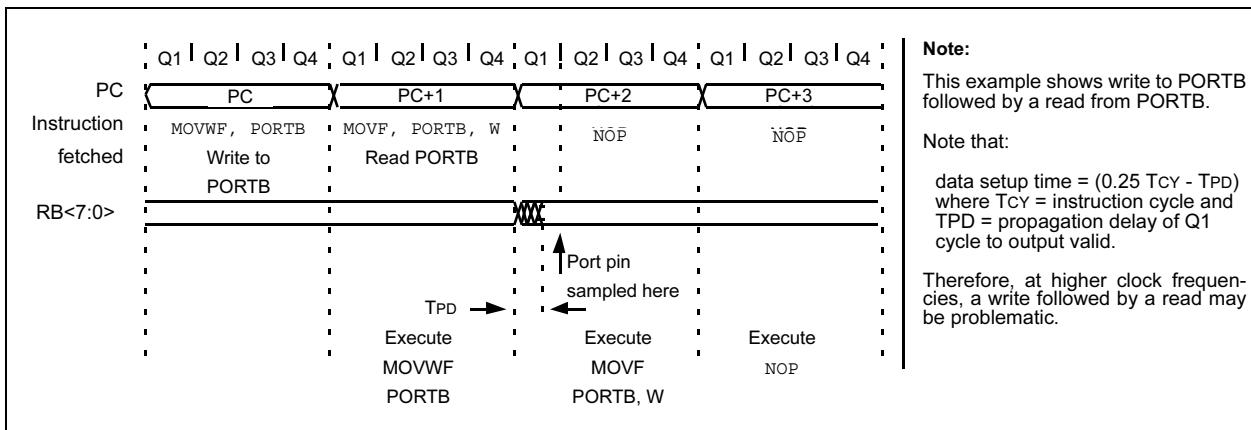 Q1 Q2 Q3 Q4 Q1 Q2 Q3 Q4 Q1 Q2 Q3 Q4 Q1 Q2 Q3 Q4
PC PC PC+1 PC+2 PC+3
Instruction
fetched
MOVWF, PORTB MOVF, PORTB, W NOP NOP
Write to Read PORTB
PORTB
RB<7:0>
Port pin
sampled here
TPD
Execute Execute Execute
MOVWF MOVF NOP
PORTB PORTB, W
Note:
This example shows write to PORTB
followed by a read from PORTB.
Note that:
data setup time = (0.25 TCY - TPD)
where TCY = instruction cycle and
TPD = propagation delay of Q1
cycle to output valid.
Therefore, at higher clock frequen-
cies, a write followed by a read may
be problematic.